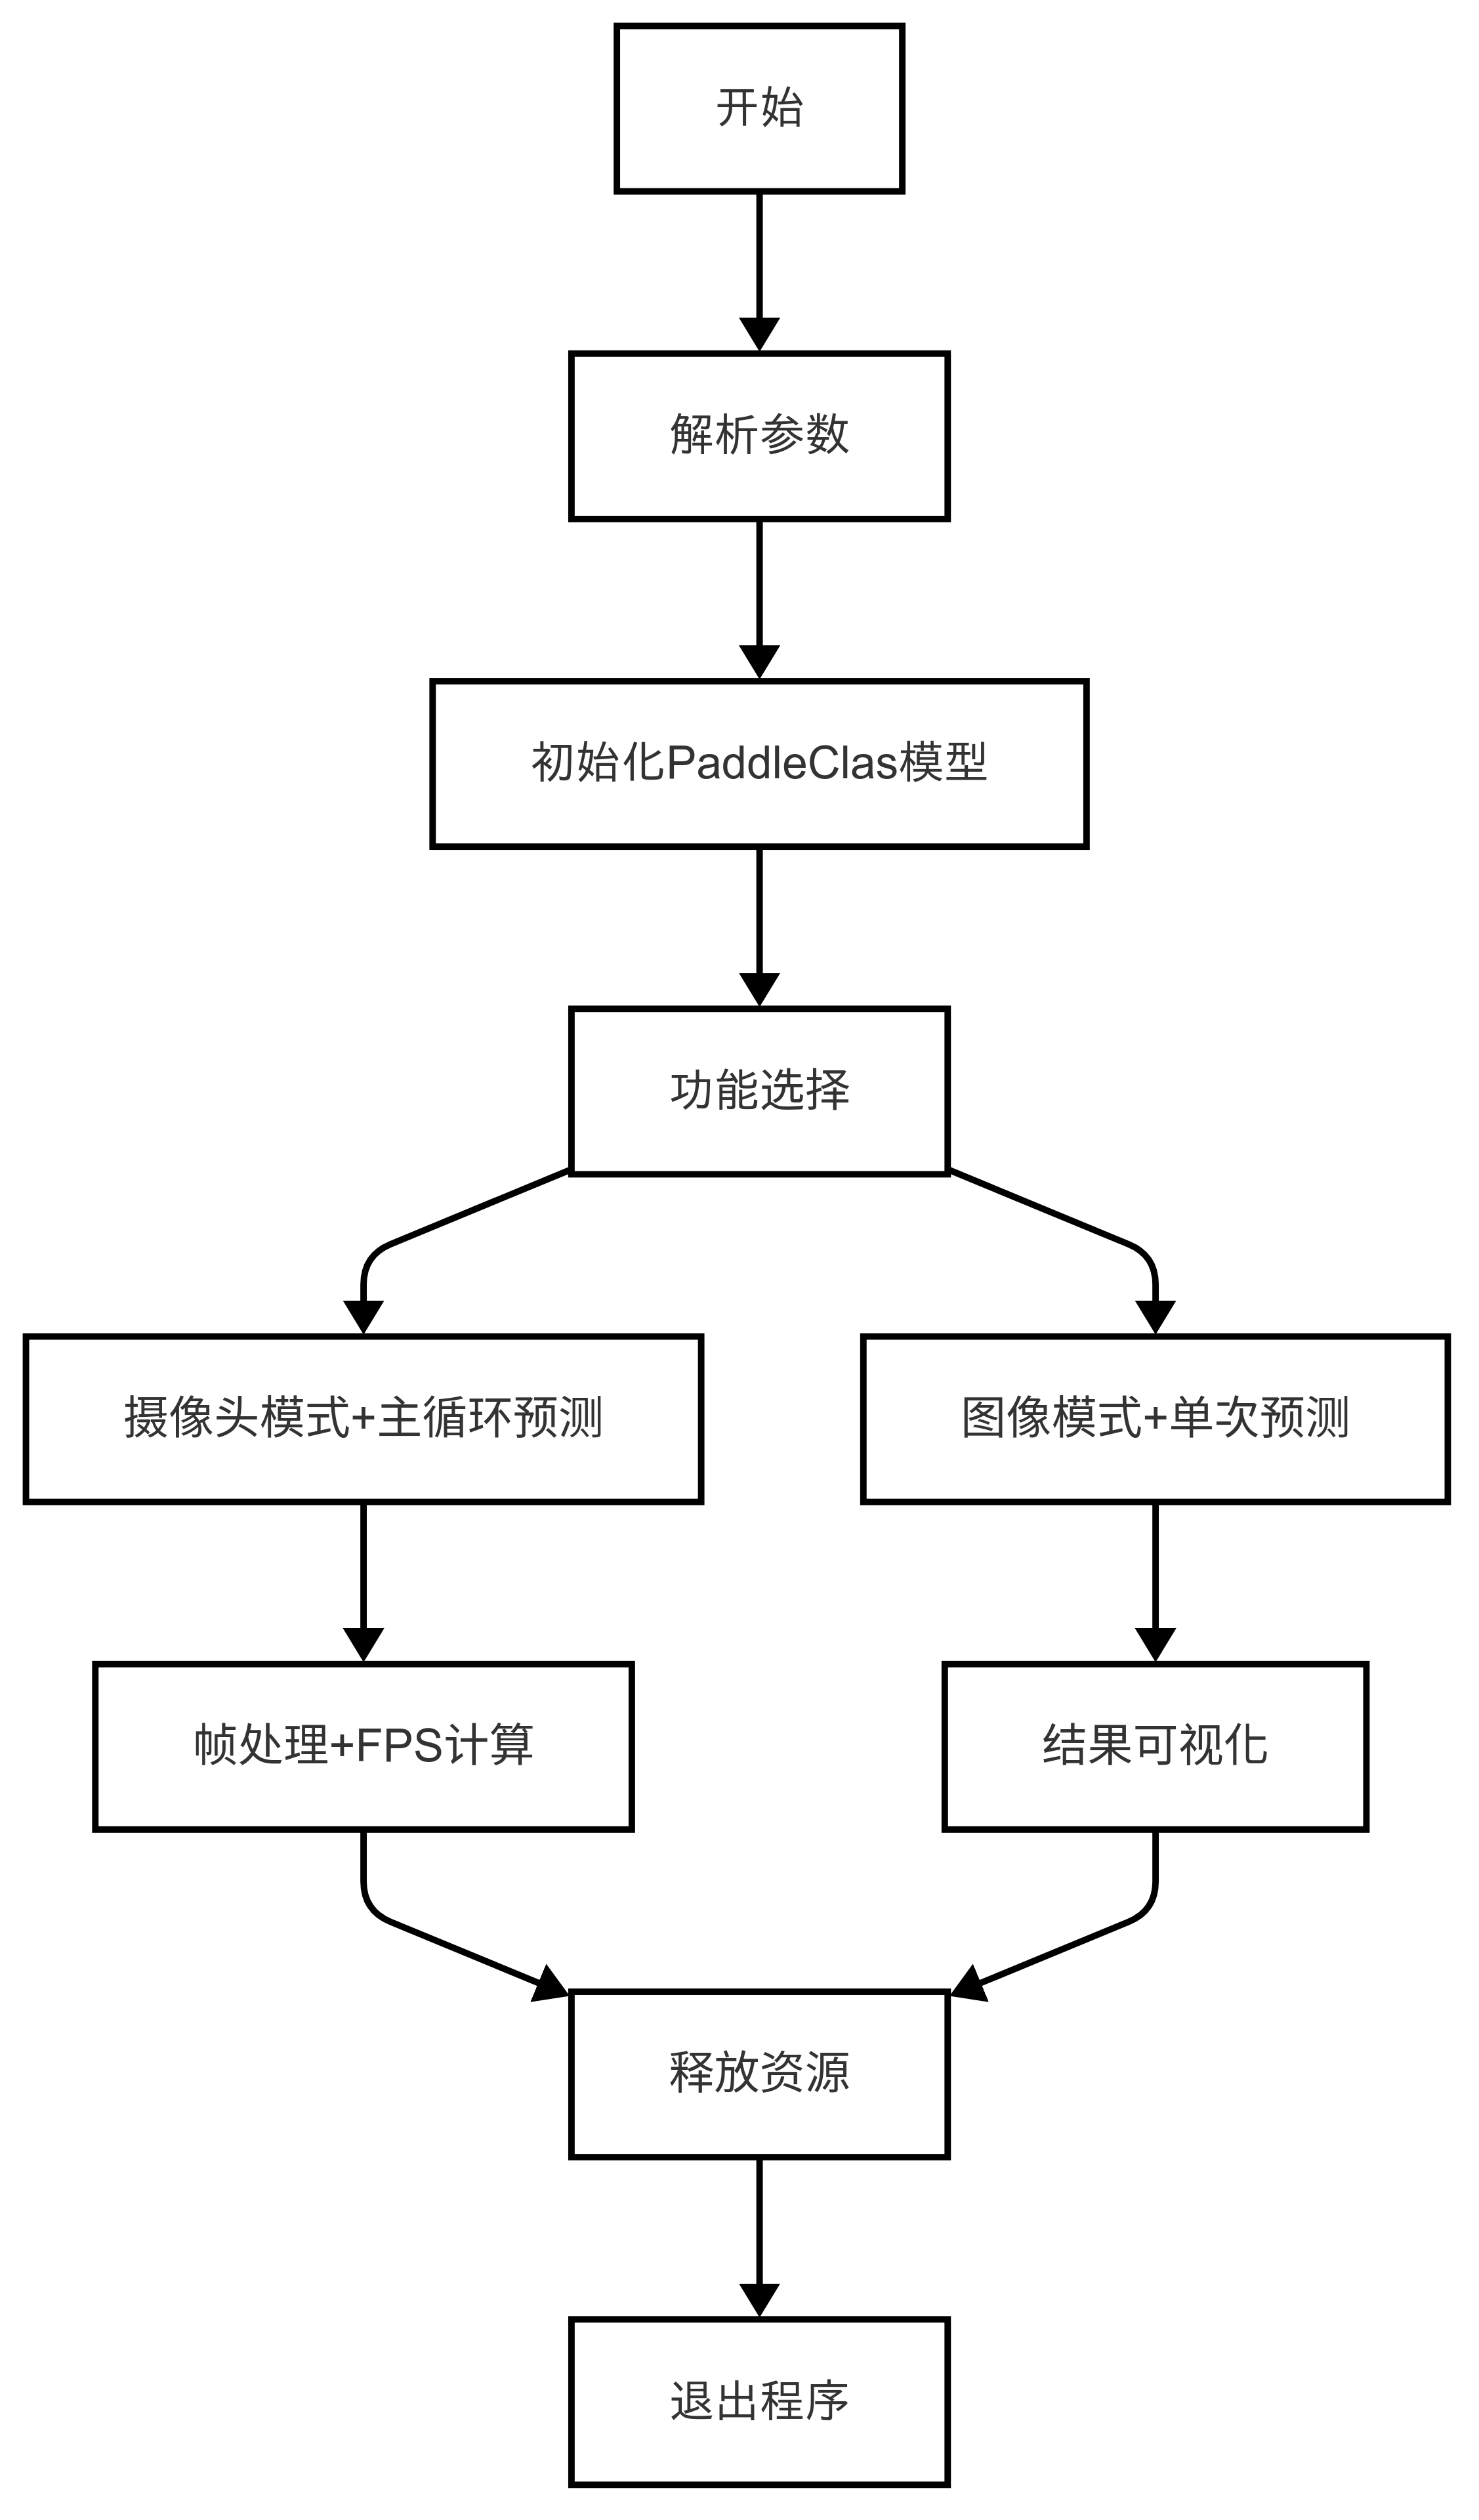 开始
解析参数
初始化PaddleClas模型
功能选择
摄像头模式+主循环预测
图像模式+单次预测
帧处理+FPS计算
结果可视化
释放资源
退出程序